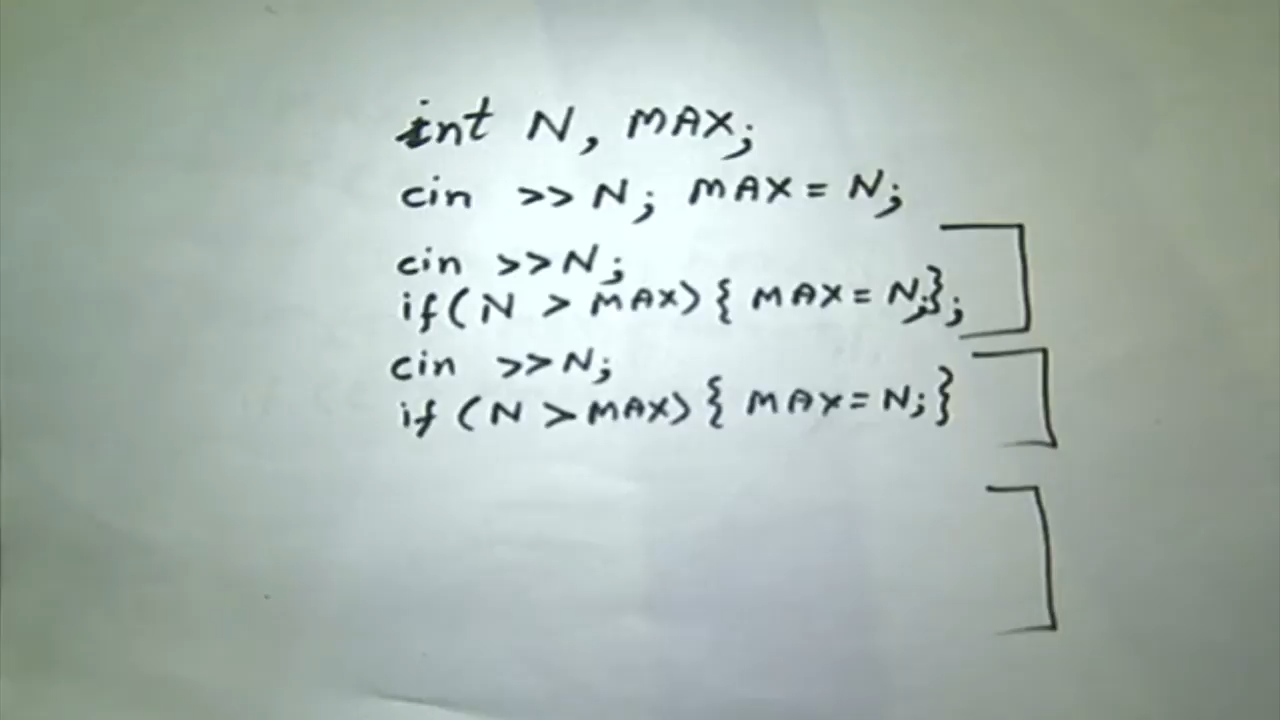 int N, MAX;
cin >> N; MAX = N;
cin >> N;
if(N > MAX) { MAX = N;};
cin >> N;
if (N > MAX) { MAX = N; }